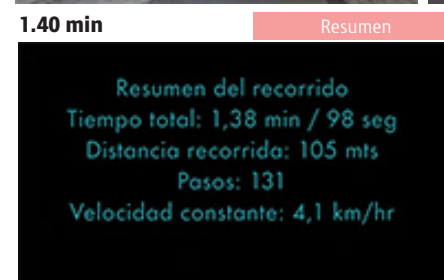 1.40 min
Resumen
Resumen del recorrido
Tiempo total: 1,38 min / 98 seg
Distancia recorrida: 105 mts
Pasos: 131
Velocidad constante: 4,1 km/hr